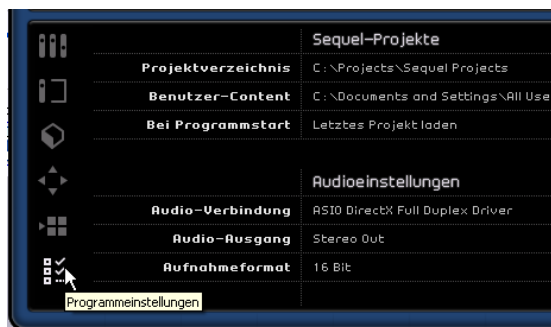 Sequel-Projekte
Projektverzeichnis C:\Projects\Sequel Projects
Benutzer-Content C:\Documents and Settings\All Use
Bei Programmstart Letztes Projekt laden
Audioeinstellungen
Audio-Verbindung ASIO DirectX Full Duplex Driver
Audio-Ausgang Stereo Out
Aufnahmeformat 16 Bit
Programmeinstellungen